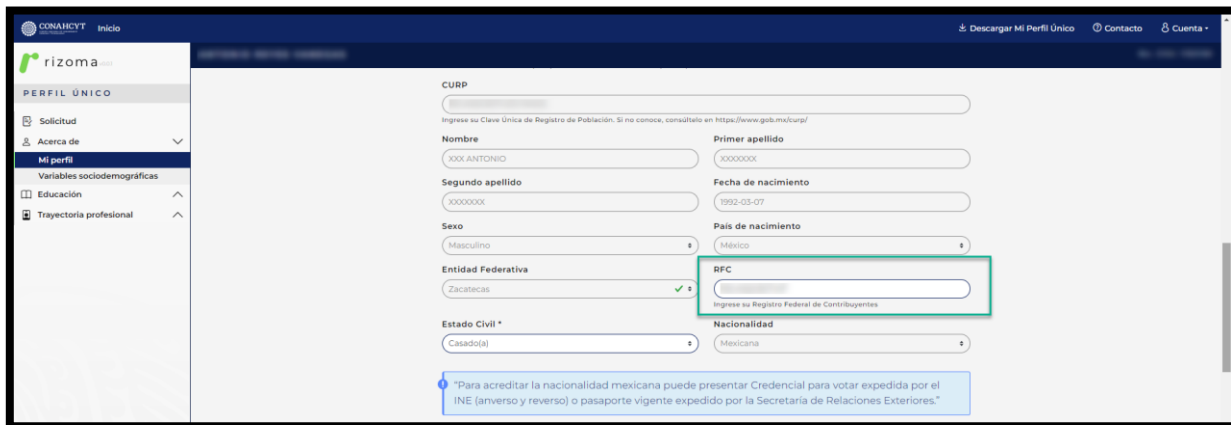 CONAHCYT Inicio Descargar Mi Perfil Único Contacto Cuenta
rizoma
PERFIL ÚNICO
Solicitud
Acerca de
Mi perfil
Variables sociodemográficas
Educación
Trayectoria profesional
CURP
Ingrese su Clave Única de Registro de Población. Si no conoce, consúltalo en https://www.gob.mx/curp/
Nombre Primer apellido
XXX ANTONIO XXXXXXX
Segundo apellido Fecha de nacimiento
XXXXXXX 1992-03-07
Sexo País de nacimiento
Masculino México
Entidad Federativa RFC
Zacatecas
Ingrese su Registro Federal de Contribuyentes
Estado Civil * Nacionalidad
Casado(a) Mexicana
"Para acreditar la nacionalidad mexicana puede presentar Credencial para votar expedida por el
INE (anverso y reverso) o pasaporte vigente expedido por la Secretaría de Relaciones Exteriores."